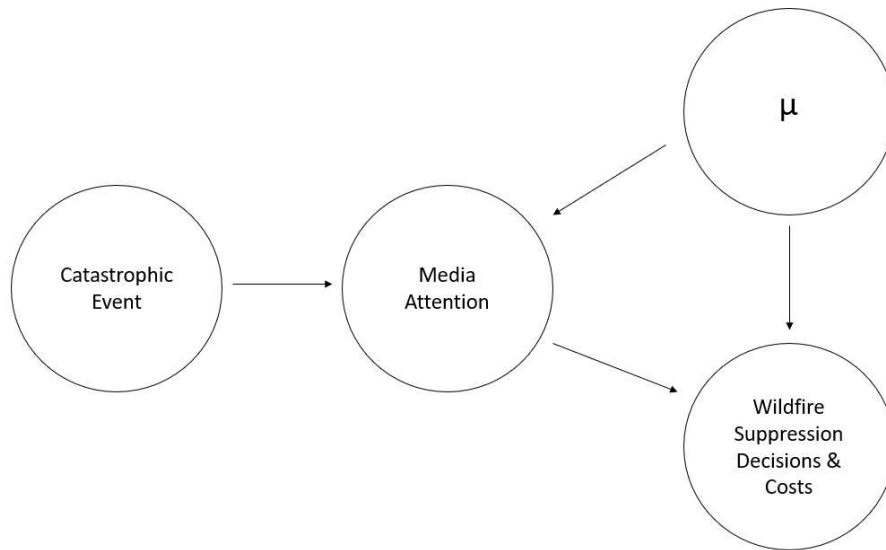 μ
Catastrophic
Event
Media
Attention
Wildfire
Suppression
Decisions &
Costs